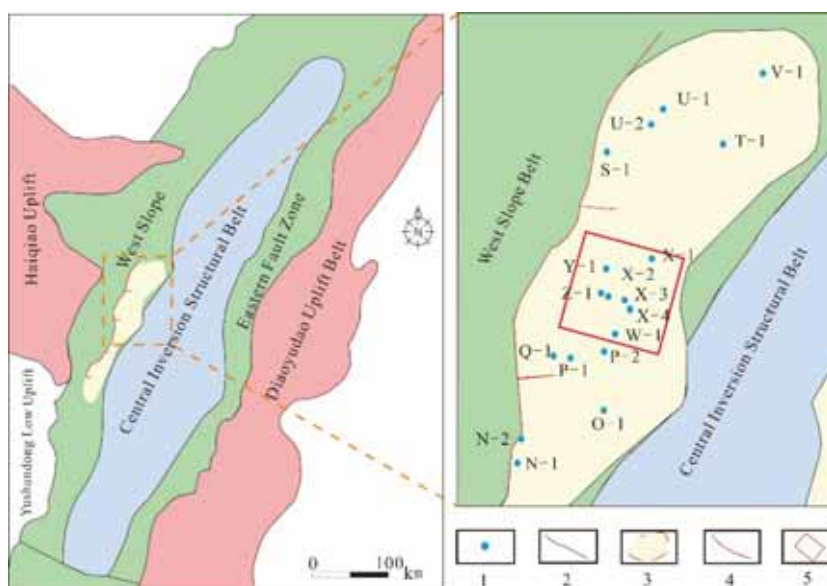 Haiqiao Uplift
West Slope
Central Inversion Structural Belt
Eastern Fault Zone
Diaoyudao Uplift Belt
Yushandong Low Uplift
N
0 100
km
West Slope Belt
Central Inversion Structural Belt
V-1
U-1
U-2
T-1
S-1
X-1
Y-1
X-2
Z-1
X-3
X-4
W-1
Q-1
P-1
P-2
O-1
N-2
N-1
1 2 3 4 5